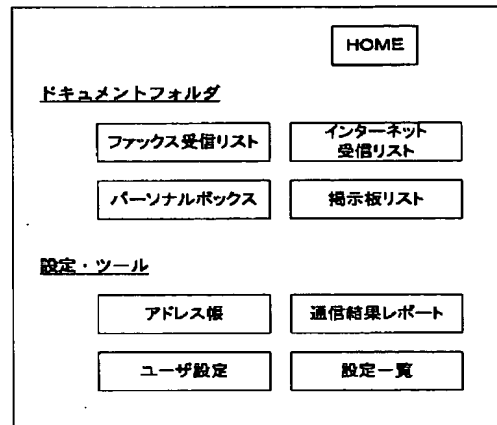 HOME
ドキュメントフォルダ
ファックス受信リスト
インターネット
受信リスト
パーソナルボックス
掲示板リスト
設定・ツール
アドレス帳
通信結果レポート
ユーザ設定
設定一覧